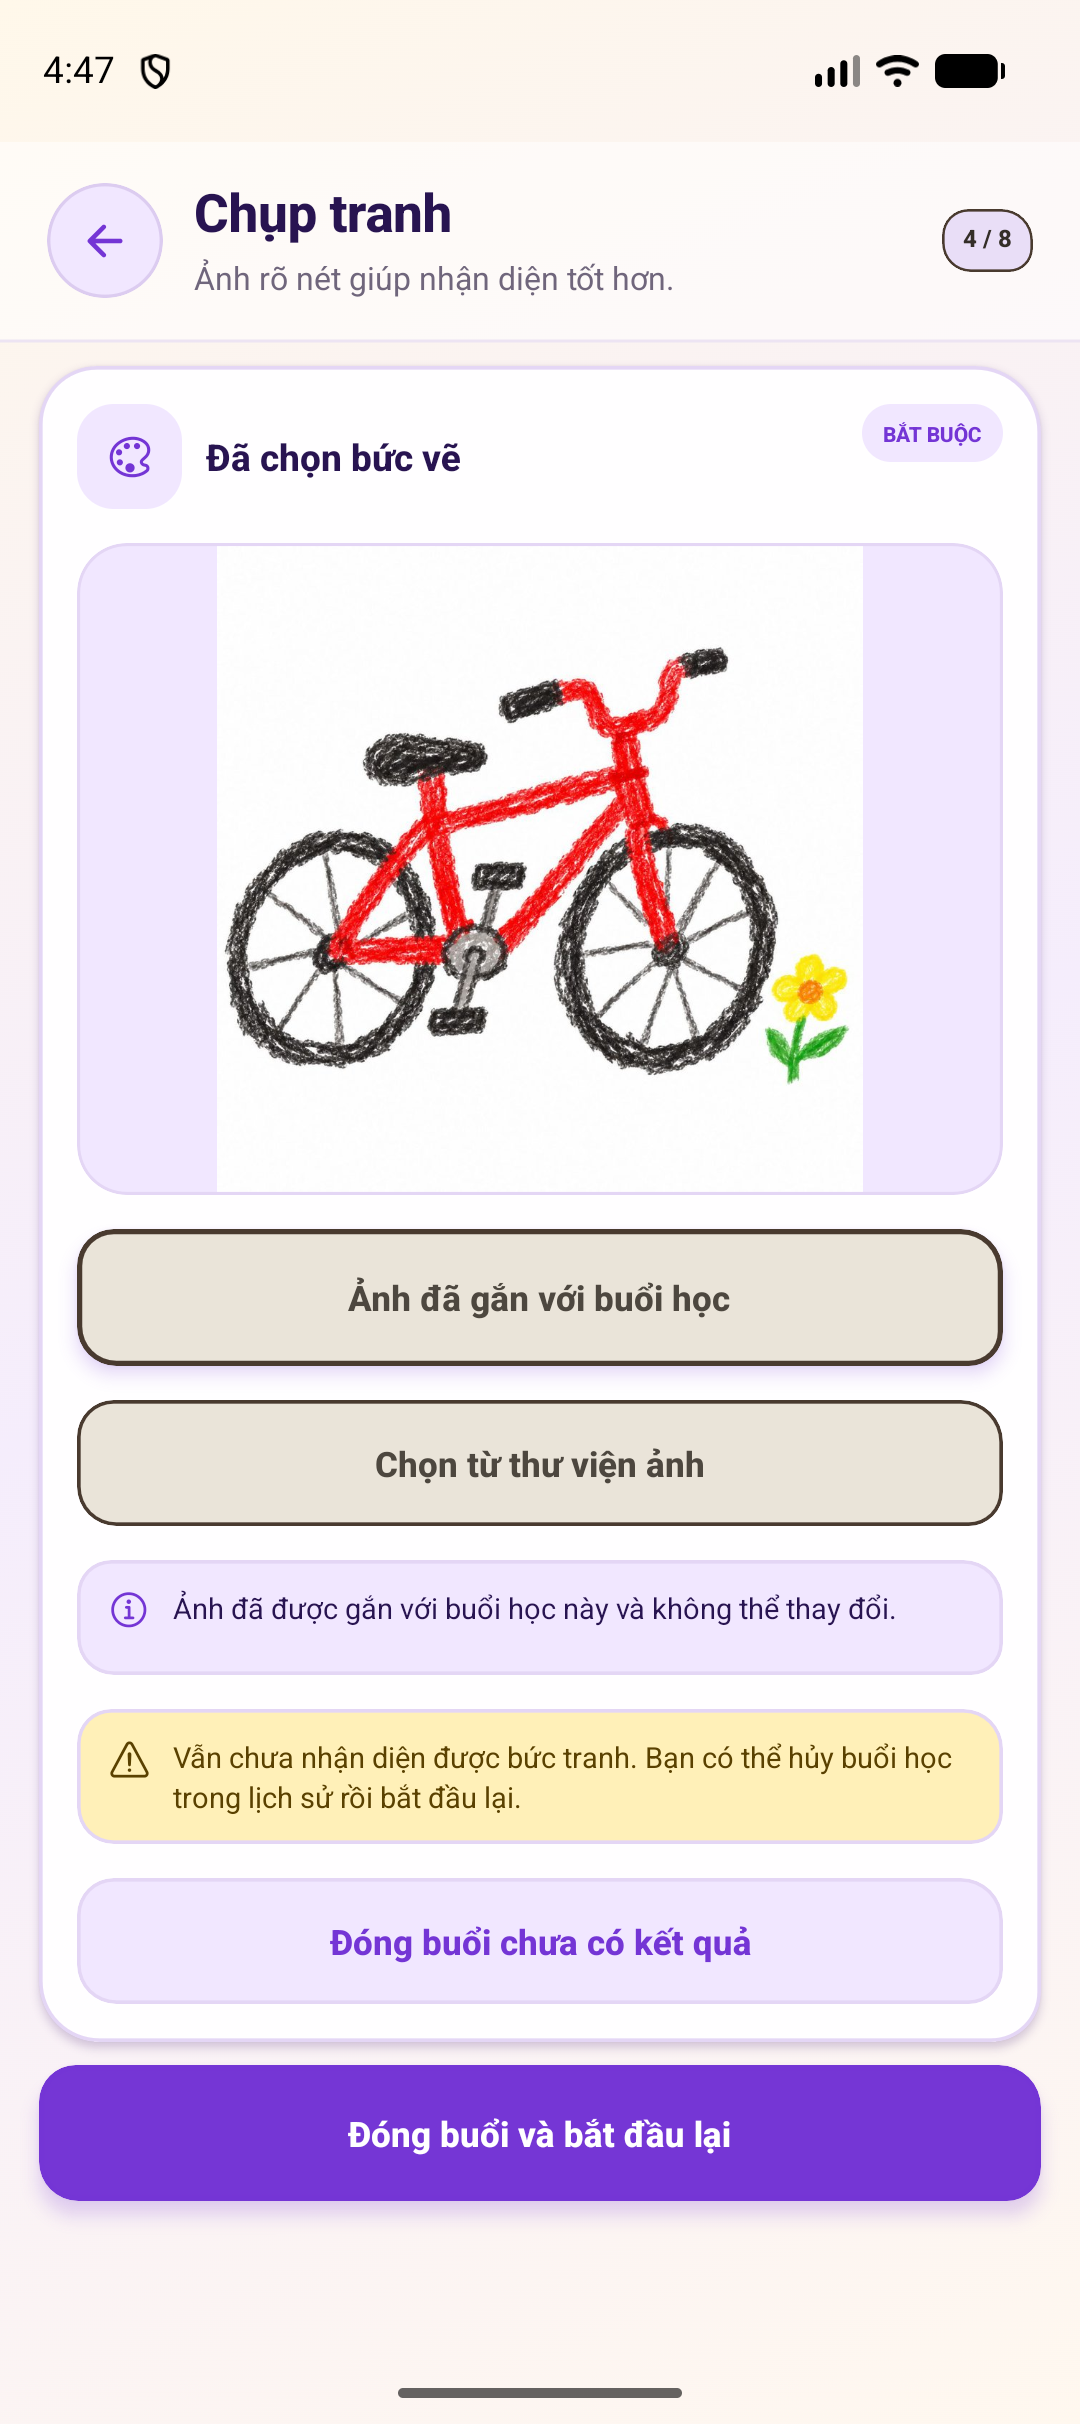 4:47
Chụp tranh
Ảnh rõ nét giúp nhận diện tốt hơn.
4 / 8
Đã chọn bức vẽ
BẮT BUỘC
Ảnh đã gắn với buổi học
Chọn từ thư viện ảnh
Ảnh đã được gắn với buổi học này và không thể thay đổi.
Vẫn chưa nhận diện được bức tranh. Bạn có thể hủy buổi học
trong lịch sử rồi bắt đầu lại.
Đóng buổi chưa có kết quả
Đóng buổi và bắt đầu lại